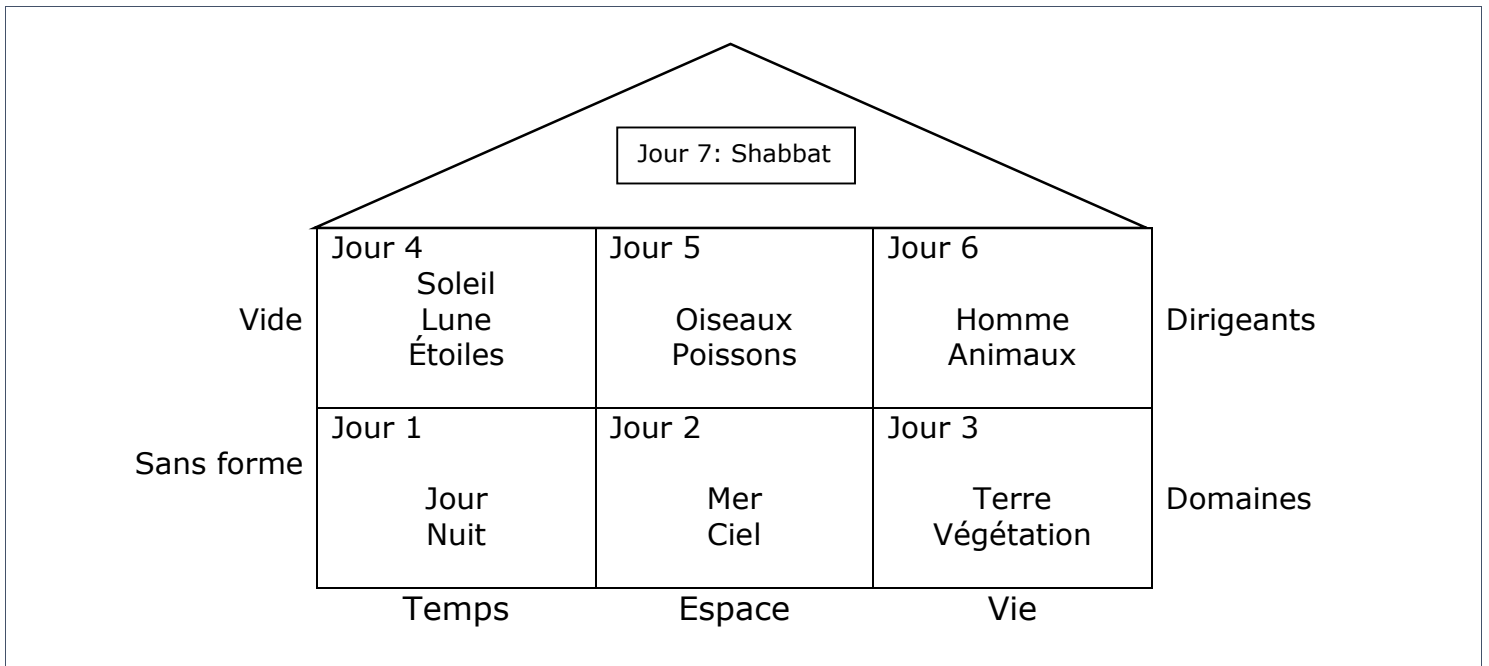 Jour 7: Shabbat
Jour 4
Soleil
Lune
Étoiles
Jour 5
Oiseaux
Poissons
Jour 6
Homme
Animaux
Vide
Dirigeants
Jour 1
Jour
Nuit
Jour 2
Mer
Ciel
Jour 3
Terre
Végétation
Sans forme
Domaines
Temps
Espace
Vie